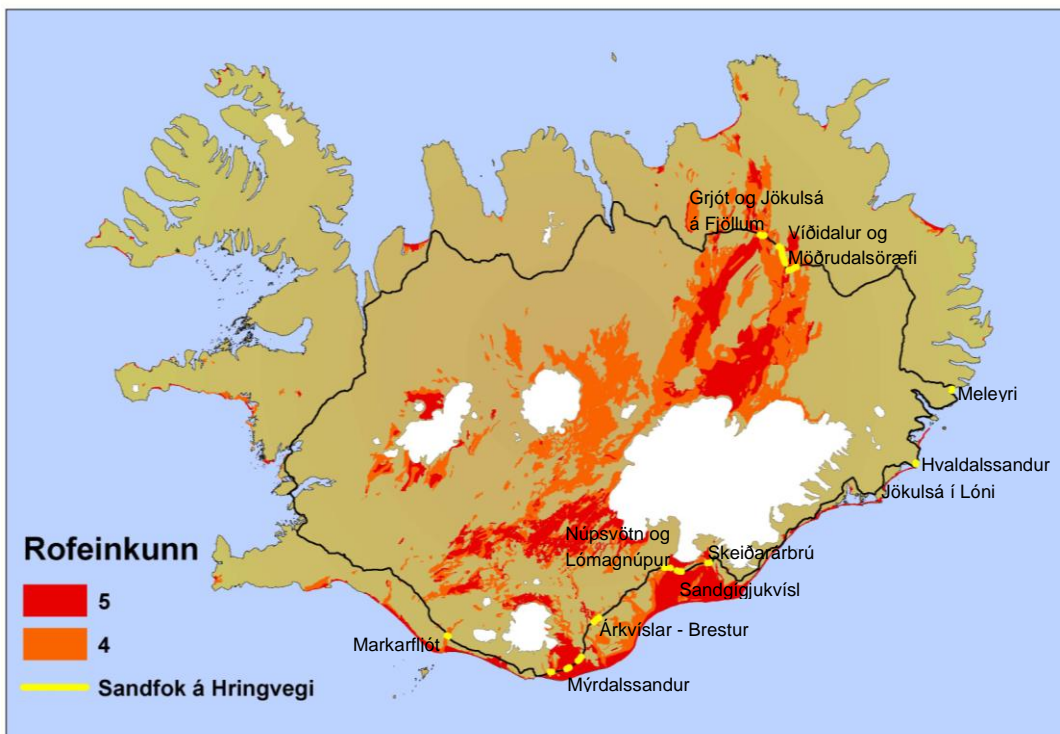 Grjót og Jökulsá
á Fjöllum
Víðidalur og
Möðrudalsöræfi
Meleyri
Hvaldalssandur
Jökulsá í Lóni
Núpsvötn og
Lómagnúpur
Skeiðarárbrú
Sandgígjukvísl
Árkvíslar - Brestur
Markarfljót
Mýrdalssandur
Rofeinkunn
5
4
Sandfok á Hringvegi